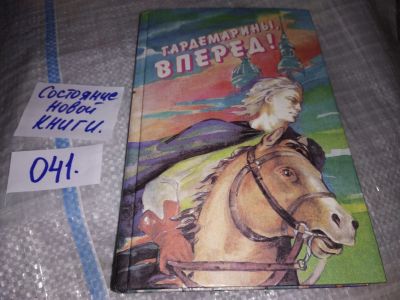 ГАРДЕМАРИНЫ,
ВПЕРЕД!
Состояние
новой
книги.
041.